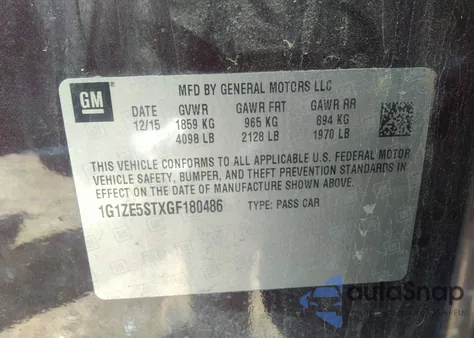 GM
MFD BY GENERAL MOTORS LLC
DATE GVWR GAWR FRT GAWR RR
12/15 1859 KG 965 KG 894 KG
4098 LB 2128 LB 1970 LB
THIS VEHICLE CONFORMS TO ALL APPLICABLE U.S. FEDERAL MOTOR
VEHICLE SAFETY, BUMPER, AND THEFT PREVENTION STANDARDS IN
EFFECT ON THE DATE OF MANUFACTURE SHOWN ABOVE.
1G1ZE5STXGF180486 TYPE: PASS CAR
autoSnap